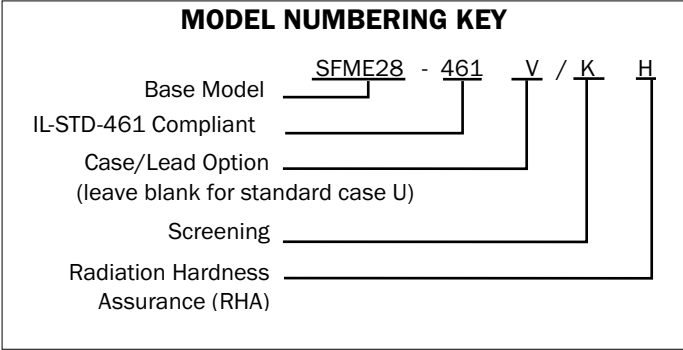 MODEL NUMBERING KEY
SFME28 - 461 V / K H
Base Model
IL-STD-461 Compliant
Case/Lead Option
(leave blank for standard case U)
Screening
Radiation Hardness
Assurance (RHA)